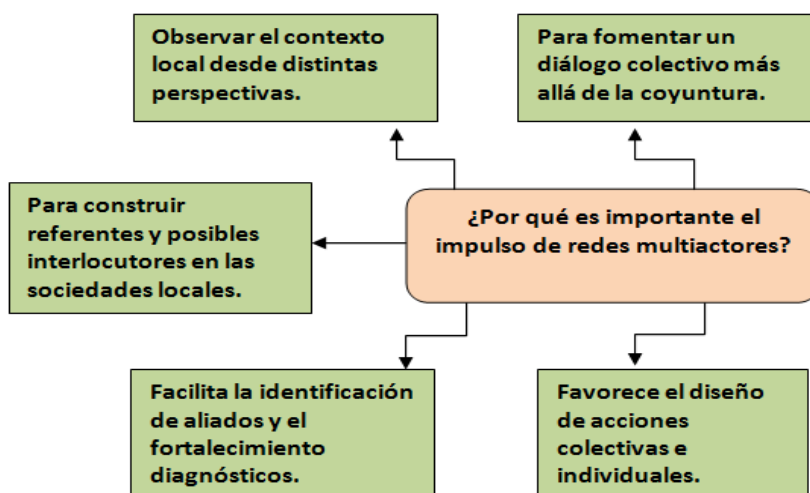 Observar el contexto
local desde distintas
perspectivas.
Para fomentar un
diálogo colectivo más
allá de la coyuntura.
Para construir
referentes y posibles
interlocutores en las
sociedades locales.
¿Por qué es importante el
impulso de redes multiactores?
Facilita la identificación
de aliados y el
fortalecimiento
diagnósticos.
Favorece el diseño
de acciones
colectivas e
individuales.